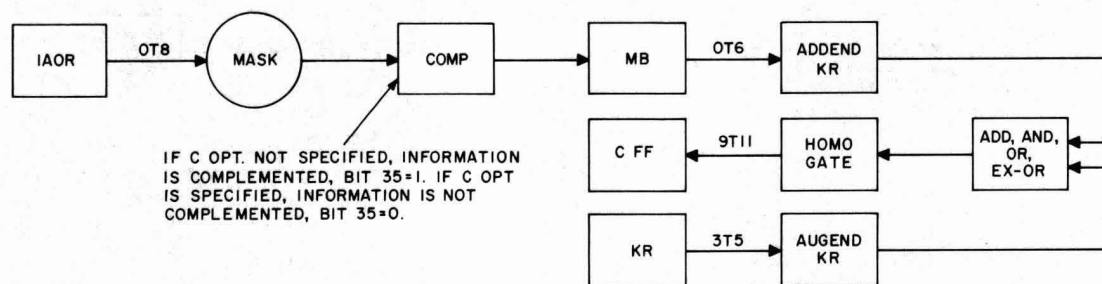 IAOR
0T8
MASK
COMP
MB
0T6
ADDEND
KR
IF C OPT. NOT SPECIFIED, INFORMATION
IS COMPLEMENTED, BIT 35=1. IF C OPT
IS SPECIFIED, INFORMATION IS NOT
COMPLEMENTED, BIT 35=0.
C FF
9T11
HOMO
GATE
ADD, AND,
OR,
EX-OR
KR
3T5
AUGEND
KR